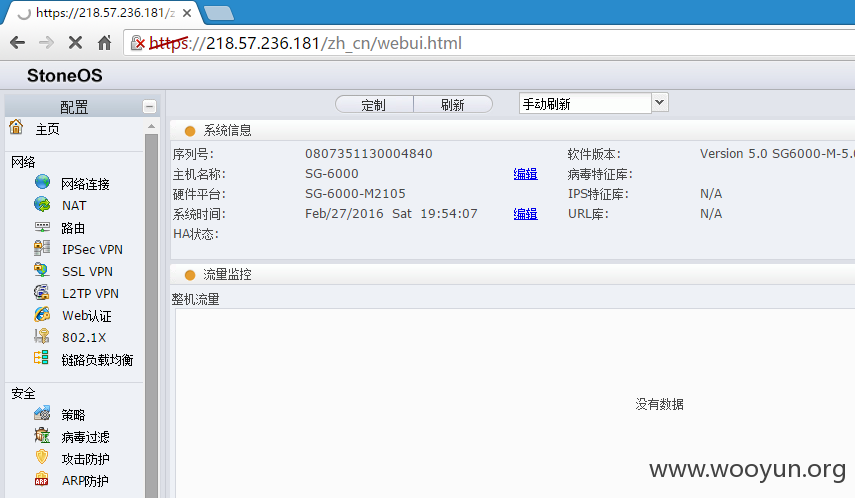 https://218.57.236.181/z
https://218.57.236.181/zh_cn/webui.html
StoneOS
配置
定制 刷新 手动刷新
主页
系统信息
网络
序列号: 0807351130004840 软件版本: Version 5.0 SG6000-M-5.0
主机名称: SG-6000 编辑 病毒特征库:
硬件平台: SG-6000-M2105 IPS特征库: N/A
系统时间: Feb/27/2016 Sat 19:54:07 编辑 URL库: N/A
HA状态:
网络连接
NAT
路由
IPSec VPN
SSL VPN
L2TP VPN
Web认证
802.1X
链路负载均衡
流量监控
整机流量
没有数据
安全
策略
病毒过滤
攻击防护
ARP防护
www.wooyun.org